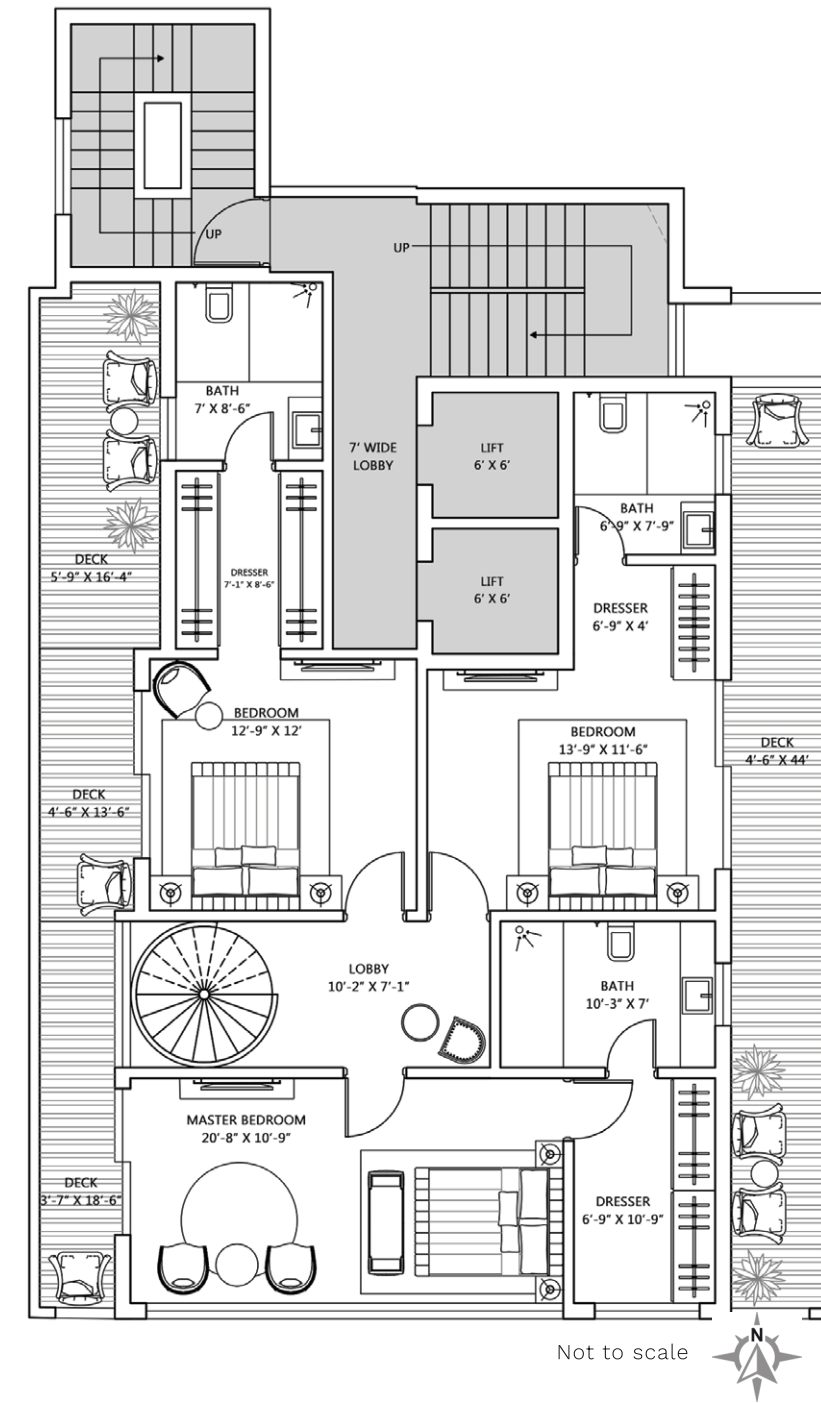 UP
UP
BATH
7' X 8'-6"
7' WIDE
LOBBY
LIFT
6' X 6'
BATH
6'-9" X 7'-9"
DECK
5'-9" X 16'-4"
DRESSER
7'-1" X 8'-6"
LIFT
6' X 6'
DRESSER
6'-9" X 4'
BEDROOM
12'-9" X 12'
BEDROOM
13'-9" X 11'-6"
DECK
4'-6" X 44'
DECK
4'-6" X 13'-6"
LOBBY
10'-2" X 7'-1"
BATH
10'-3" X 7'
MASTER BEDROOM
20'-8" X 10'-9"
DECK
3'-7" X 18'-6"
DRESSER
6'-9" X 10'-9"
N
Not to scale